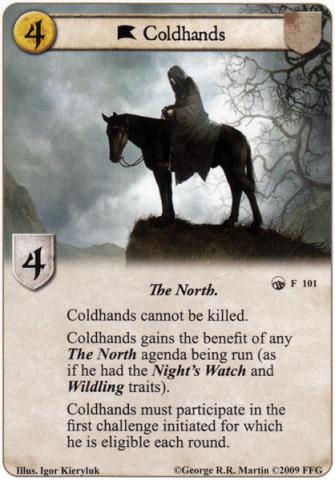 4
Coldhands
4
The North.
F 101
Coldhands cannot be killed.
Coldhands gains the benefit of any
The North agenda being run (as
if he had the Night's Watch and
Wildling traits).
Coldhands must participate in the
first challenge initiated for which
he is eligible each round.
Illus. Igor Kieryluk
©George R.R. Martin ©2009 FFG